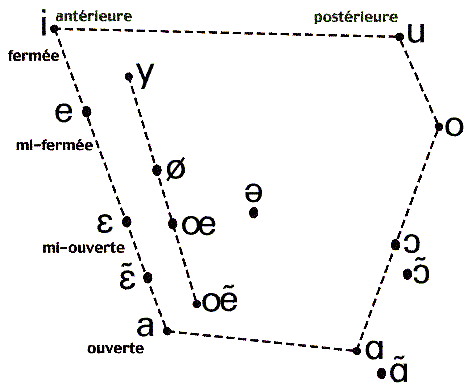 i antérieure postérieure u
fermée
y
e o
mi-fermée
ø
ə
ɛ œ
ɔ
mi-ouverte
ɛ̃ ɔ̃
œ̃
a ɑ
ouverte
ɑ̃